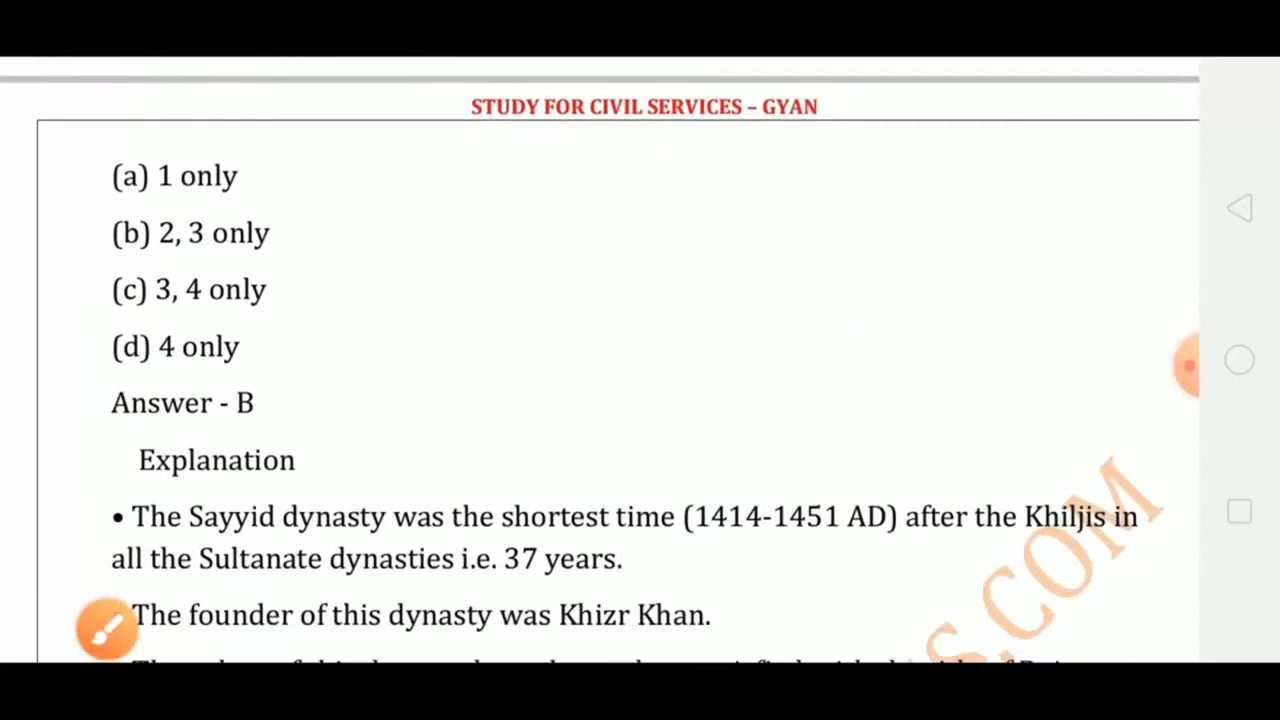 STUDY FOR CIVIL SERVICES – GYAN
(a) 1 only
(b) 2, 3 only
(c) 3, 4 only
(d) 4 only
Answer - B
Explanation
• The Sayyid dynasty was the shortest time (1414-1451 AD) after the Khiljis in
all the Sultanate dynasties i.e. 37 years.
The founder of this dynasty was Khizr Khan.
S.COM